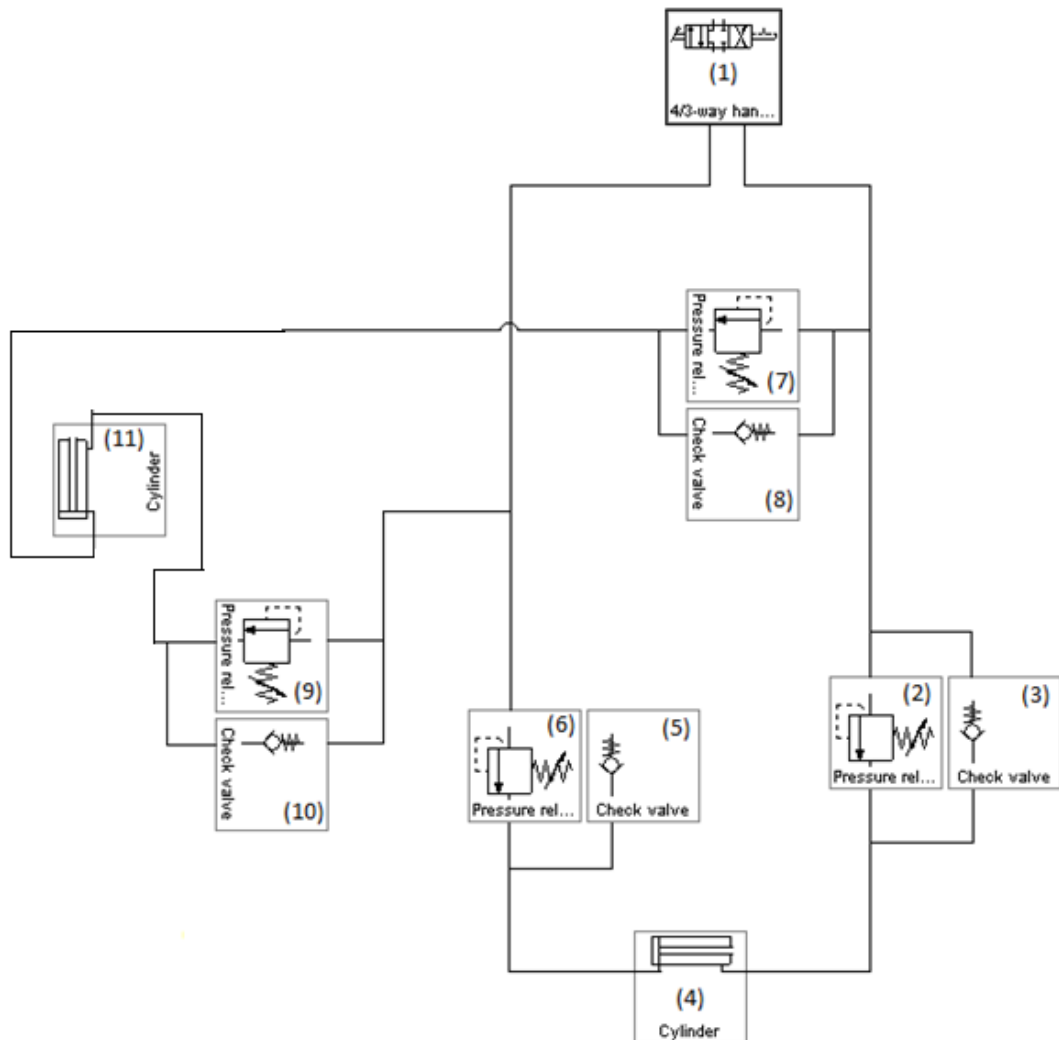 (1)
4/3-way han...
Pressure rel...
(7)
Check valve
(8)
(11)
Cylinder
Pressure rel...
(9)
Check valve
(10)
(6)
Pressure rel...
(5)
Check valve
(2)
Pressure rel...
(3)
Check valve
(4)
Cylinder